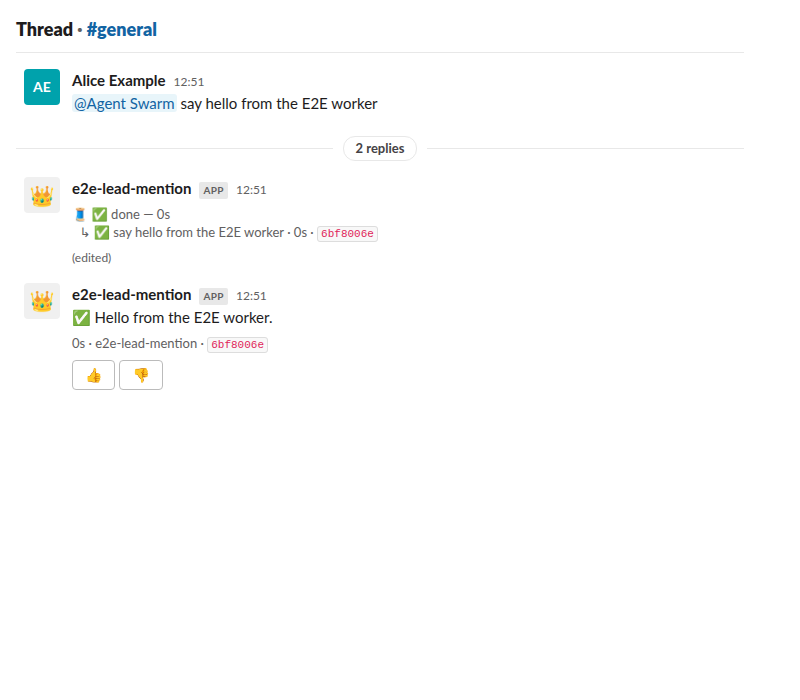 Thread • #general
AE
Alice Example 12:51
@Agent Swarm say hello from the E2E worker
2 replies
e2e-lead-mention APP 12:51
🧵 ✅ done — 0s
↳ ✅ say hello from the E2E worker · 0s · 6bf8006e
(edited)
e2e-lead-mention APP 12:51
✅ Hello from the E2E worker.
0s · e2e-lead-mention · 6bf8006e
👍 👎